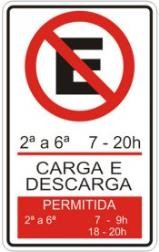 E
2ª a 6ª 7 - 20h
CARGA E
DESCARGA
PERMITIDA
2ª a 6ª 7 - 9h
18 - 20h